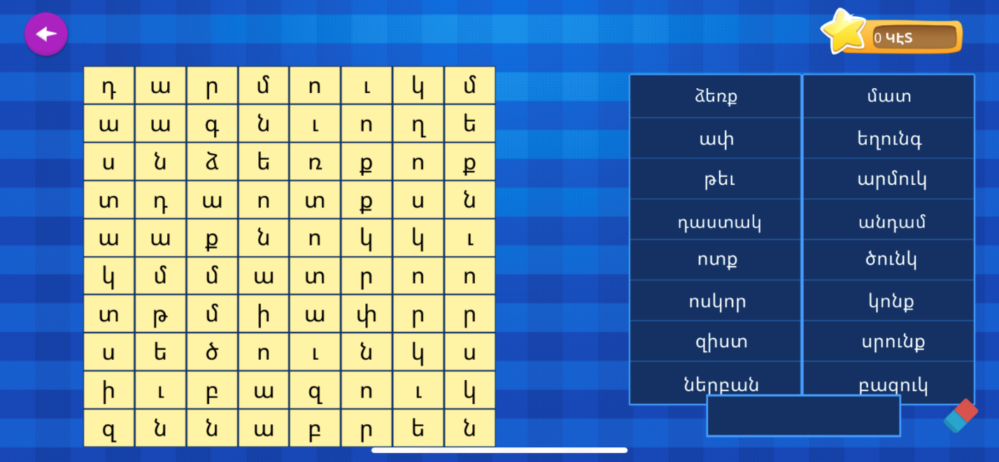 0 ԿԷՏ
դ ա ր մ ո ւ կ մ
ա ա գ ն ւ ո ղ ե
ս ն ձ ե ռ ք ո ք
տ դ ա ո տ ք ս ն
ա ա ք ն ո կ կ ւ
կ մ մ ա տ ր ո ո
տ թ մ ի ա փ ր ր
ս ե ծ ո ւ ն կ ս
ի ւ բ ա զ ո ւ կ
զ ն ն ա բ ր ե ն
ձեռք մատ
ափ եղունգ
թեւ արմուկ
դաստակ անդամ
ոտք ծունկ
ոսկոր կոնք
զիստ սրունք
ներբան բազուկ